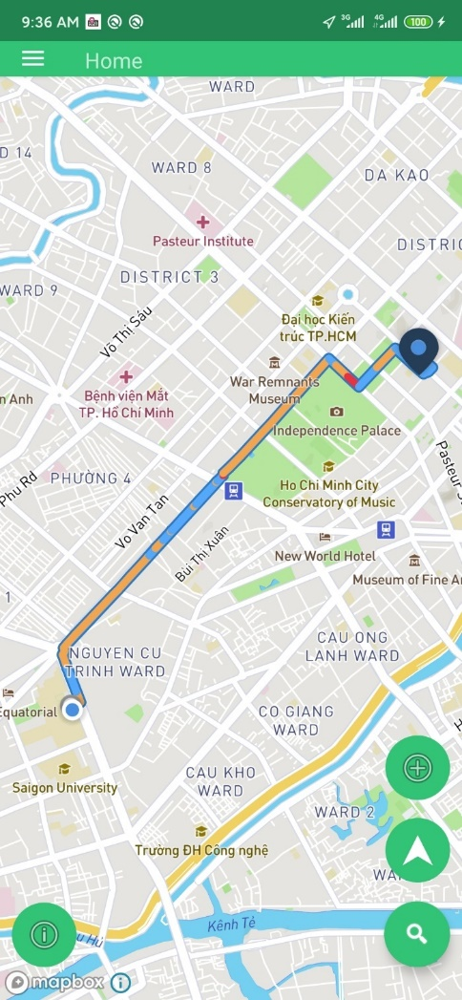 9:36 AM
3G
4G
100
Home
WARD
D 14
WARD 8
DA KAO
Pasteur Institute
DISTRIC
DISTRICT 3
WARD 9
Đại học Kiến
trúc TP.HCM
Võ Thị Sáu
War Remnants
Museum
Bệnh viện Mắt
TP. Hồ Chí Minh
n Anh
Independence Palace
Pasteur S
PHƯỜNG 4
Phu Rd
Ho Chi Minh City
Conservatory of Music
Vo Van Tan
Bùi Thị Xuân
New World Hotel
Museum of Fine Ar
1
CAU ONG
LANH WARD
NGUYEN CU
TRINH WARD
Equatorial
CO GIANG
WARD
CAU KHO
WARD
Saigon University
WARD 2
Trường ĐH Công nghệ
WA
Kênh Tẻ
u Hủ
mapbox